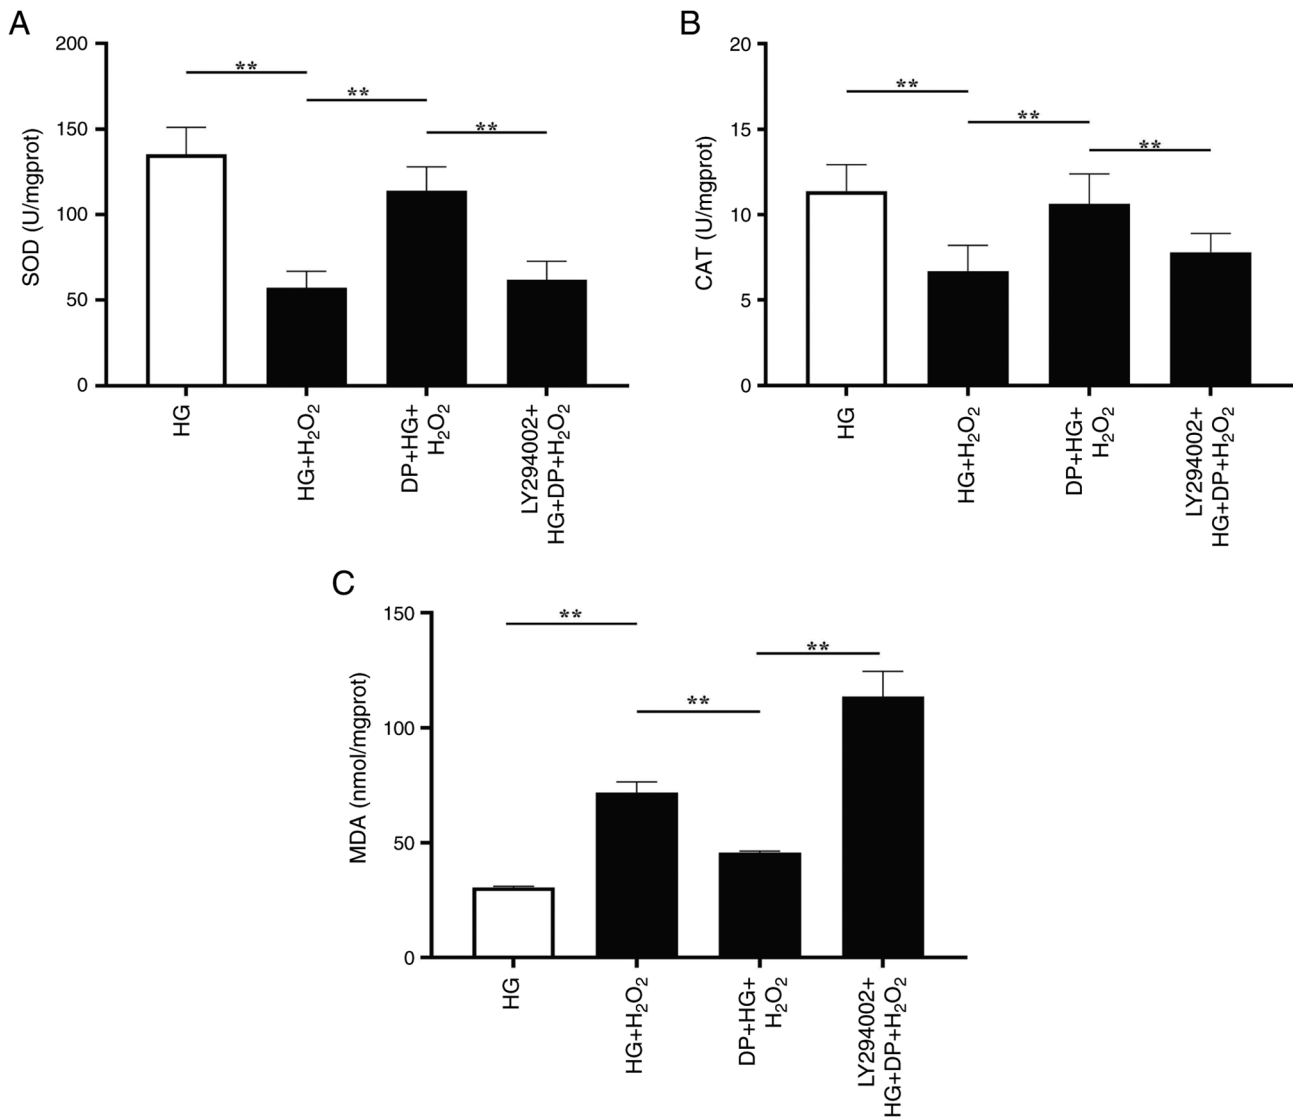 A
SOD (U/mgprot)
200
150
100
50
0
**
**
**
HG
HG+H₂O₂
DP+HG+
H₂O₂
LY294002+
HG+DP+H₂O₂
B
CAT (U/mgprot)
20
15
10
5
0
**
**
**
HG
HG+H₂O₂
DP+HG+
H₂O₂
LY294002+
HG+DP+H₂O₂
C
MDA (nmol/mgprot)
150
100
50
0
**
**
**
HG
HG+H₂O₂
DP+HG+
H₂O₂
LY294002+
HG+DP+H₂O₂